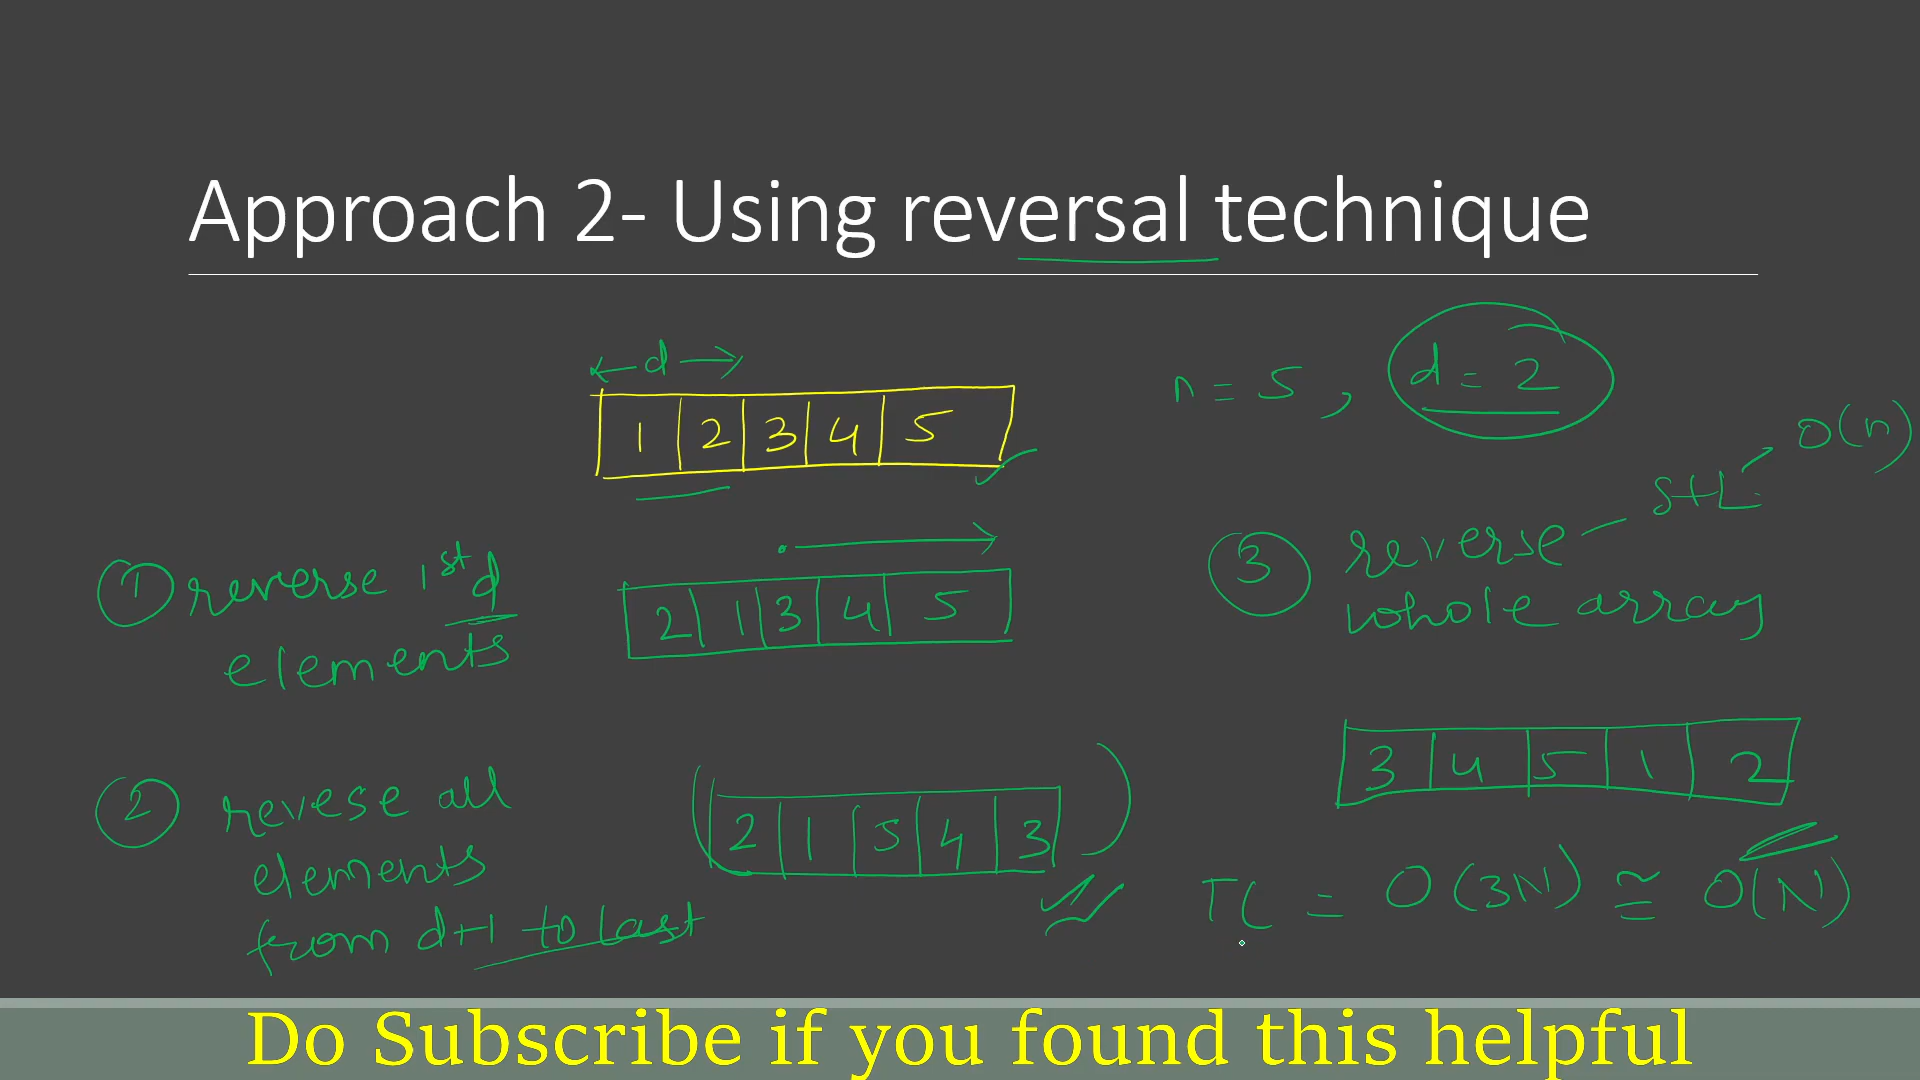 Approach 2- Using reversal technique
d
n = 5, d = 2
1 2 3 4 5
① reverse 1st d
elements
2 1 3 4 5
③ reverse
whole array
O(n)
② revese all
elements
from d+1 to last
2 1 5 4 3
3 4 5 1 2
TC = O(3N) ≅ O(N)
Do Subscribe if you found this helpful